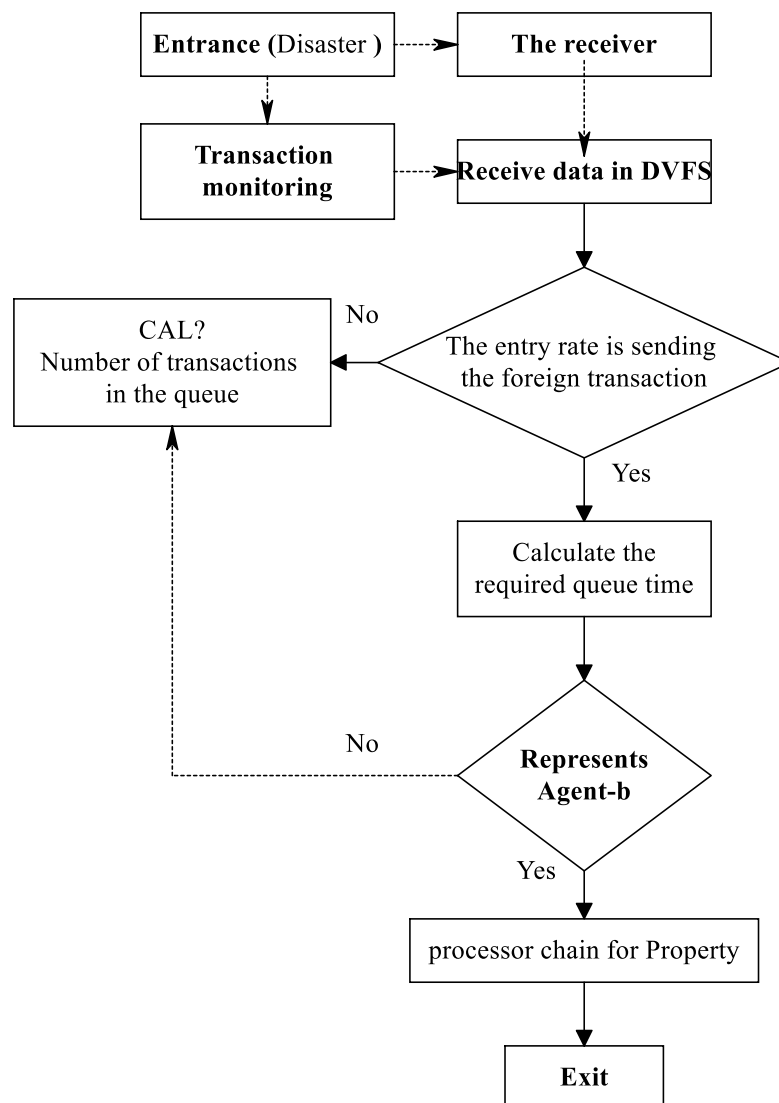 Entrance (Disaster )
The receiver
Transaction
monitoring
Receive data in DVFS
No
CAL?
Number of transactions
in the queue
The entry rate is sending
the foreign transaction
Yes
Calculate the
required queue time
No
Represents
Agent-b
Yes
processor chain for Property
Exit